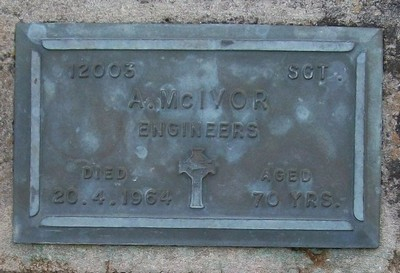 12003 SGT.
A. McIVOR
ENGINEERS
DIED AGED
20.4.1964 70 YRS.